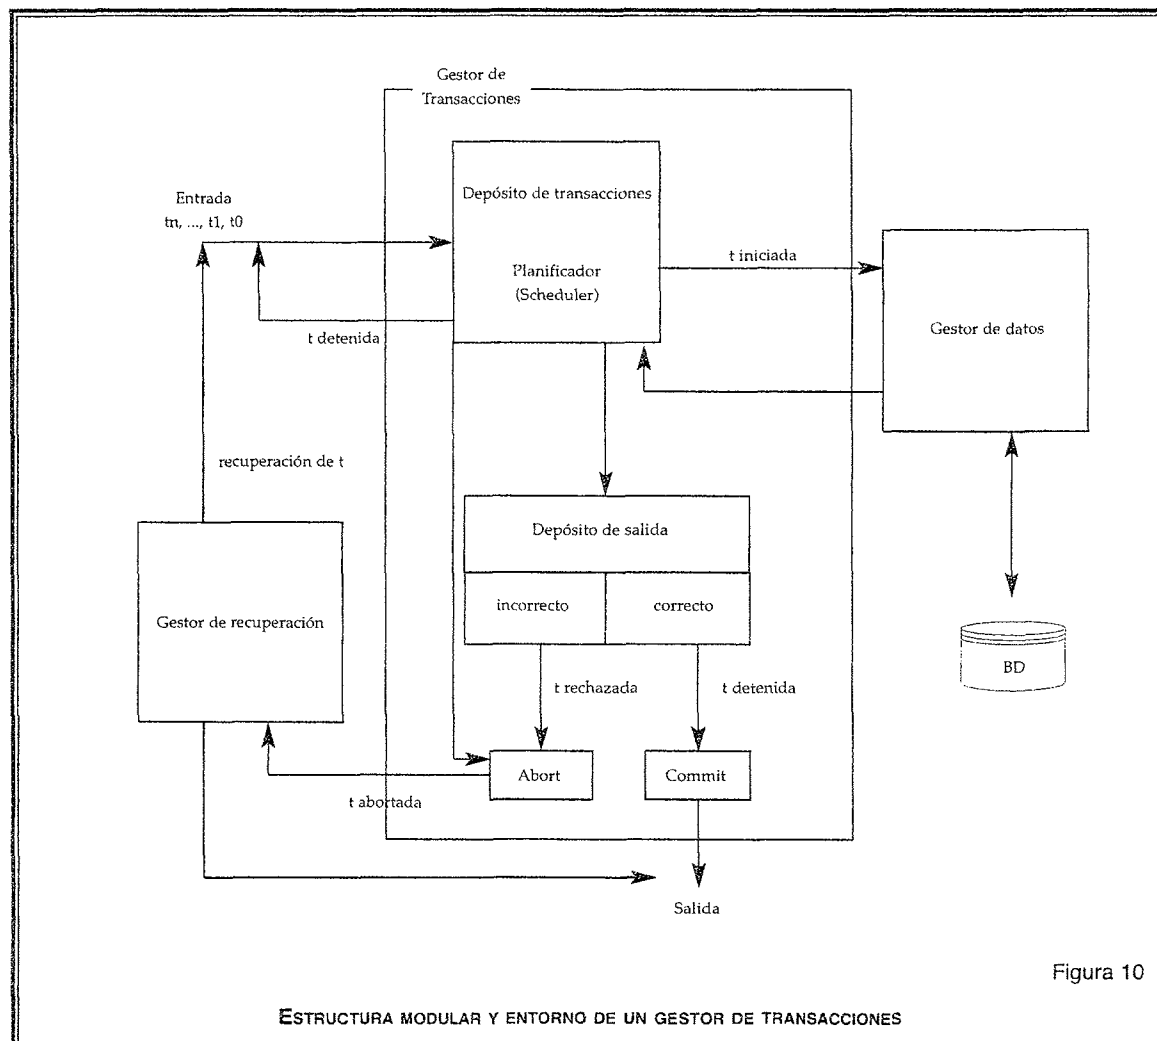 Gestor de
Transacciones
Depósito de transacciones
Entrada
tn, ..., t1, t0
t iniciada
Planificador
(Scheduler)
Gestor de datos
t detenida
recuperación de t
Depósito de salida
incorrecto
correcto
Gestor de recuperación
BD
t rechazada
t detenida
Abort
Commit
t abortada
Salida
Figura 10
ESTRUCTURA MODULAR Y ENTORNO DE UN GESTOR DE TRANSACCIONES